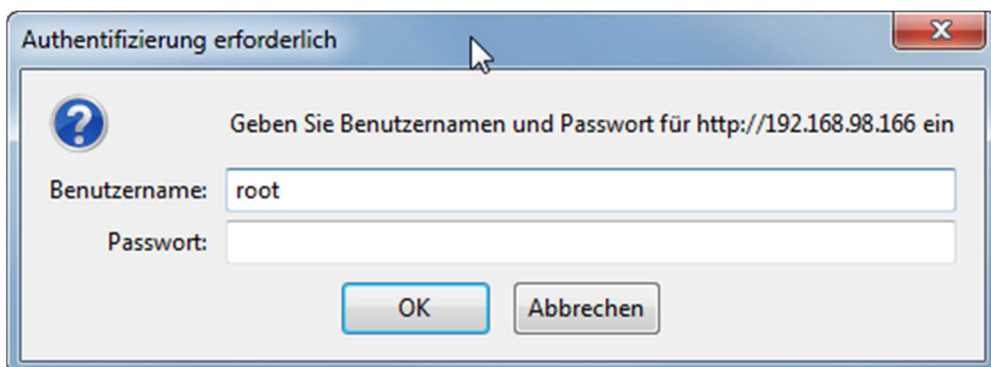 Authentifizierung erforderlich
Geben Sie Benutzernamen und Passwort für http://192.168.98.166 ein
Benutzername: root
Passwort:
OK Abbrechen